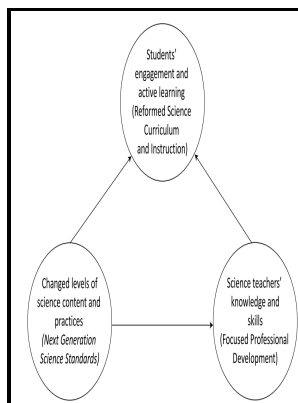 Students'
engagement and
active learning
(Reformed Science
Curriculum
and Instruction)
Changed levels of
science content and
practices
(Next Generation
Science Standards)
Science teachers'
knowledge and
skills
(Focused Professional
Development)